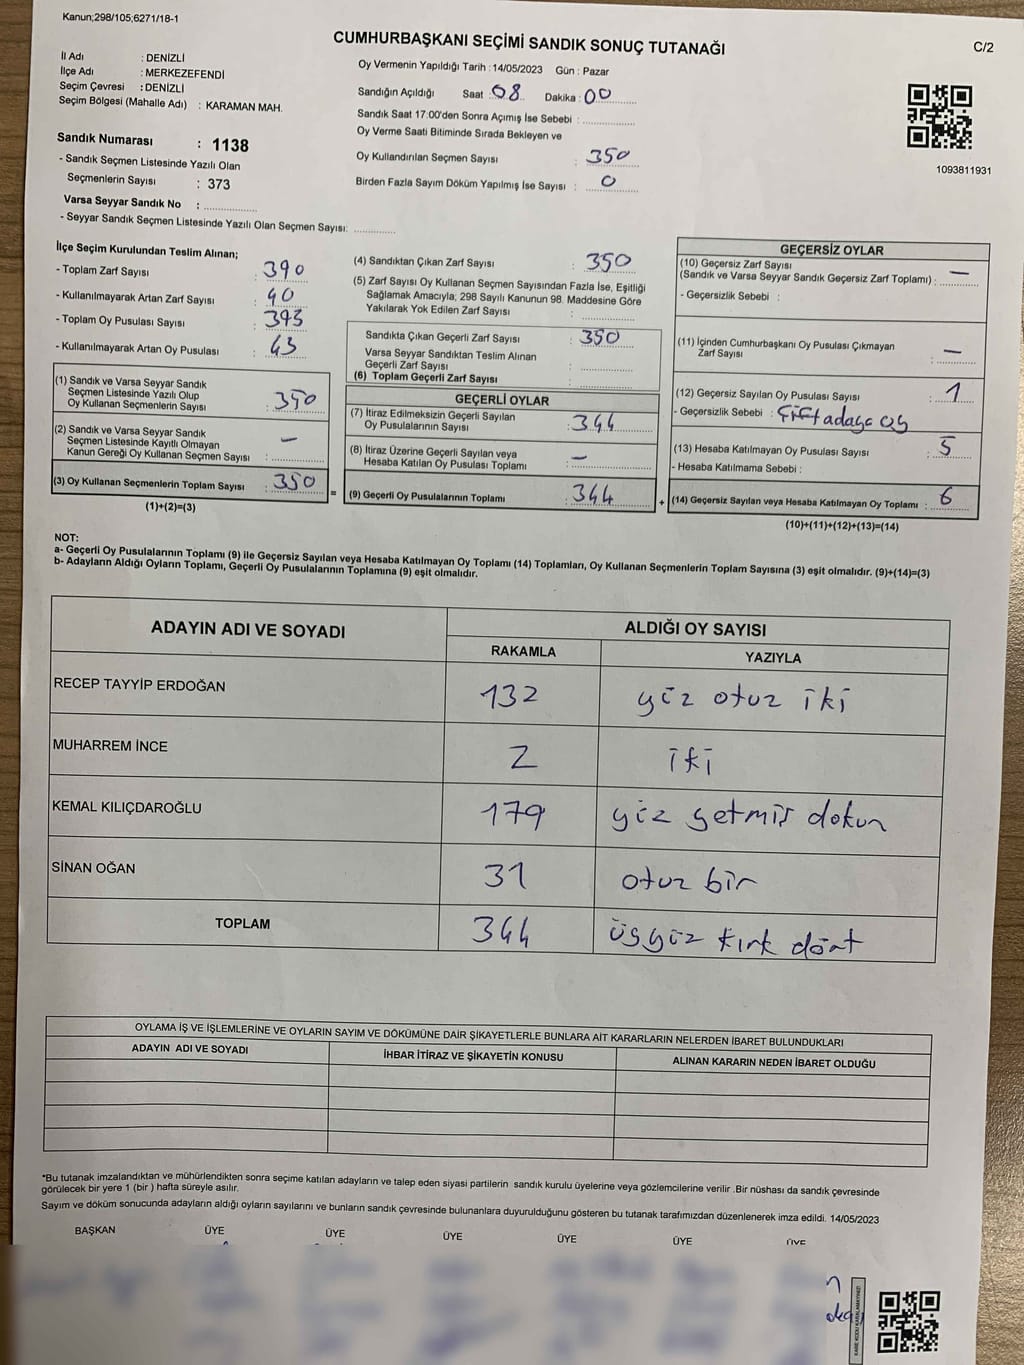 Kanun;298/105;6271/18-1
CUMHURBAŞKANI SEÇİMİ SANDIK SONUÇ TUTANAĞI
C/2
İl Adı : DENİZLİ
İlçe Adı : MERKEZEFENDİ
Seçim Çevresi : DENİZLİ
Seçim Bölgesi (Mahalle Adı) : KARAMAN MAH.
Sandık Numarası : 1138
- Sandık Seçmen Listesinde Yazılı Olan
Seçmenlerin Sayısı : 373
Varsa Seyyar Sandık No :
- Seyyar Sandık Seçmen Listesinde Yazılı Olan Seçmen Sayısı:
Oy Vermenin Yapıldığı Tarih : 14/05/2023 Gün : Pazar
Sandığın Açıldığı Saat 08 Dakika : 00
Sandık Saat 17:00'den Sonra Açımış İse Sebebi :
Oy Verme Saati Bitiminde Sırada Bekleyen ve
Oy Kullandırılan Seçmen Sayısı : 350
Birden Fazla Sayım Döküm Yapılmış İse Sayısı : 0
1093811931
İlçe Seçim Kurulundan Teslim Alınan;
- Toplam Zarf Sayısı : 390
- Kullanılmayarak Artan Zarf Sayısı : 40
- Toplam Oy Pusulası Sayısı : 393
- Kullanılmayarak Artan Oy Pusulası : 43
(1) Sandık ve Varsa Seyyar Sandık
Seçmen Listesinde Yazılı Olup
Oy Kullanan Seçmenlerin Sayısı : 350
(2) Sandık ve Varsa Seyyar Sandık
Seçmen Listesinde Kayıtlı Olmayan
Kanun Gereği Oy Kullanan Seçmen Sayısı : –
(3) Oy Kullanan Seçmenlerin Toplam Sayısı : 350
(1)+(2)=(3)
=
(4) Sandıktan Çıkan Zarf Sayısı : 350
(5) Zarf Sayısı Oy Kullanan Seçmen Sayısından Fazla İse, Eşitliği
Sağlamak Amacıyla; 298 Sayılı Kanunun 98. Maddesine Göre
Yakılarak Yok Edilen Zarf Sayısı :
Sandıkta Çıkan Geçerli Zarf Sayısı : 350
Varsa Seyyar Sandıktan Teslim Alınan
Geçerli Zarf Sayısı :
(6) Toplam Geçerli Zarf Sayısı :
GEÇERLİ OYLAR
(7) İtiraz Edilmeksizin Geçerli Sayılan
Oy Pusulalarının Sayısı : 344
(8) İtiraz Üzerine Geçerli Sayılan veya
Hesaba Katılan Oy Pusulası Toplamı : –
(9) Geçerli Oy Pusulalarının Toplamı : 344
+
GEÇERSİZ OYLAR
(10) Geçersiz Zarf Sayısı
(Sandık ve Varsa Seyyar Sandık Geçersiz Zarf Toplamı) : –
- Geçersizlik Sebebi :
(11) İçinden Cumhurbaşkanı Oy Pusulası Çıkmayan
Zarf Sayısı : –
(12) Geçersiz Sayılan Oy Pusulası Sayısı : 1
- Geçersizlik Sebebi : Çift adaya oy
(13) Hesaba Katılmayan Oy Pusulası Sayısı : 5
- Hesaba Katılmama Sebebi :
(14) Geçersiz Sayılan veya Hesaba Katılmayan Oy Toplamı : 6
(10)+(11)+(12)+(13)=(14)
NOT:
a- Geçerli Oy Pusulalarının Toplamı (9) ile Geçersiz Sayılan veya Hesaba Katılmayan Oy Toplamı (14) Toplamları, Oy Kullanan Seçmenlerin Toplam Sayısına (3) eşit olmalıdır. (9)+(14)=(3)
b- Adayların Aldığı Oyların Toplamı, Geçerli Oy Pusulalarının Toplamına (9) eşit olmalıdır.
ADAYIN ADI VE SOYADI
ALDIĞI OY SAYISI
RAKAMLA YAZIYLA
RECEP TAYYİP ERDOĞAN 132 yüz otuz iki
MUHARREM İNCE 2 iki
KEMAL KILIÇDAROĞLU 179 yüz yetmiş dokuz
SİNAN OĞAN 31 otuz bir
TOPLAM 344 üçyüz kırk dört
OYLAMA İŞ VE İŞLEMLERİNE VE OYLARIN SAYIM VE DÖKÜMÜNE DAİR ŞİKAYETLERLE BUNLARA AİT KARARLARIN NELERDEN İBARET BULUNDUKLARI
ADAYIN ADI VE SOYADI İHBAR İTİRAZ VE ŞİKAYETİN KONUSU ALINAN KARARIN NEDEN İBARET OLDUĞU
*Bu tutanak imzalandıktan ve mühürlendikten sonra seçime katılan adayların ve talep eden siyasi partilerin sandık kurulu üyelerine veya gözlemcilerine verilir .Bir nüshası da sandık çevresinde
görülecek bir yere 1 (bir ) hafta süreyle asılır.
Sayım ve döküm sonucunda adayların aldığı oyların sayılarını ve bunların sandık çevresinde bulunanlara duyurulduğunu gösteren bu tutanak tarafımızdan düzenlenerek imza edildi. 14/05/2023
BAŞKAN ÜYE ÜYE ÜYE ÜYE ÜYE ÜYE